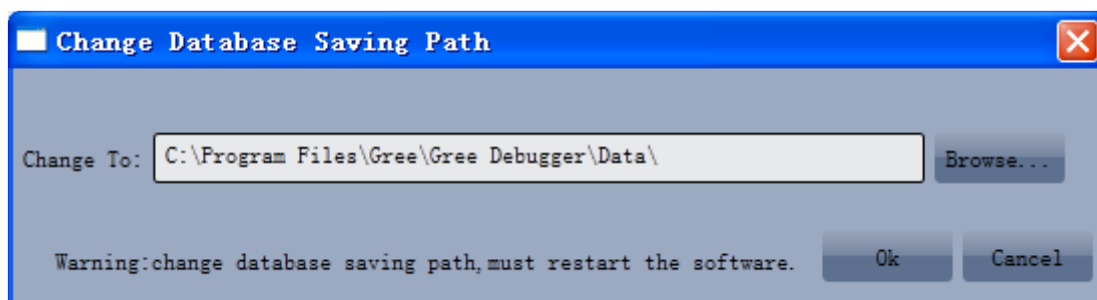 Change Database Saving Path
Change To: C:\Program Files\Gree\Gree Debugger\Data\ Browse...
Warning:change database saving path,must restart the software. Ok Cancel